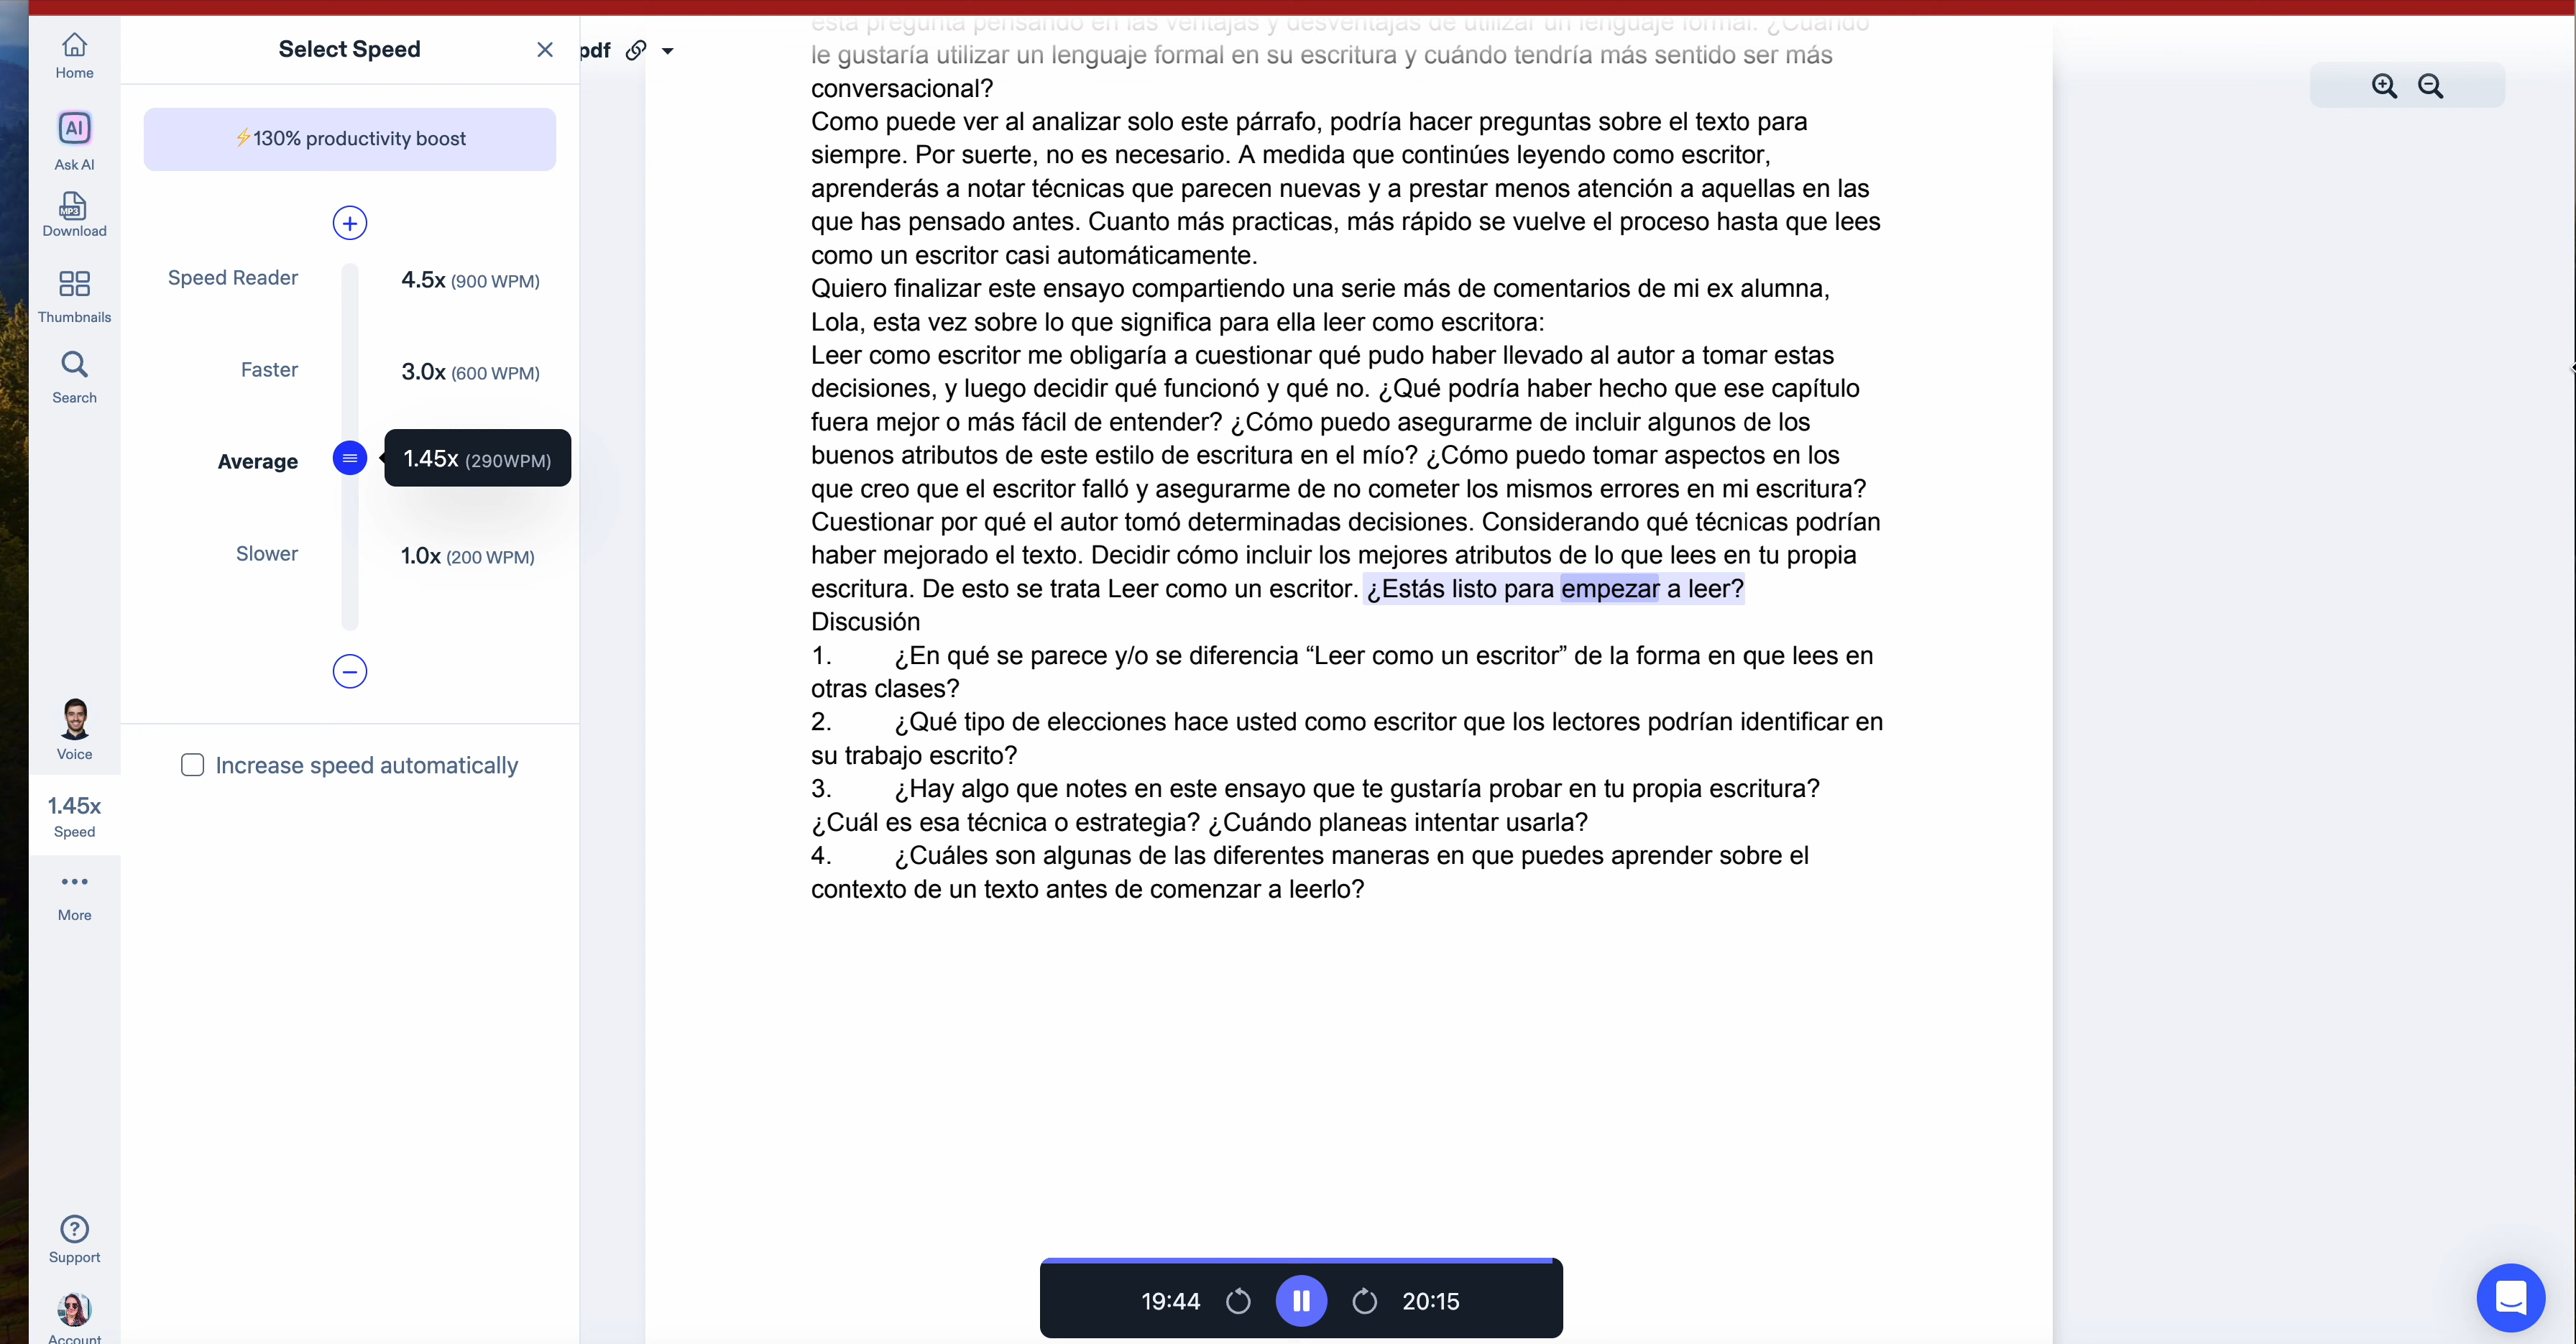 Home
Ask AI
AI
MP3
Download
Thumbnails
Search
Voice
1.45x
Speed
More
Support
Account
Select Speed
⚡130% productivity boost
Speed Reader
4.5x (900 WPM)
Faster
3.0x (600 WPM)
Average
1.45x (290WPM)
Slower
1.0x (200 WPM)
Increase speed automatically
pdf
esta pregunta pensando en las ventajas y desventajas de utilizar un lenguaje formal. ¿Cuándo
le gustaría utilizar un lenguaje formal en su escritura y cuándo tendría más sentido ser más
conversacional?
Como puede ver al analizar solo este párrafo, podría hacer preguntas sobre el texto para
siempre. Por suerte, no es necesario. A medida que continúes leyendo como escritor,
aprenderás a notar técnicas que parecen nuevas y a prestar menos atención a aquellas en las
que has pensado antes. Cuanto más practicas, más rápido se vuelve el proceso hasta que lees
como un escritor casi automáticamente.
Quiero finalizar este ensayo compartiendo una serie más de comentarios de mi ex alumna,
Lola, esta vez sobre lo que significa para ella leer como escritora:
Leer como escritor me obligaría a cuestionar qué pudo haber llevado al autor a tomar estas
decisiones, y luego decidir qué funcionó y qué no. ¿Qué podría haber hecho que ese capítulo
fuera mejor o más fácil de entender? ¿Cómo puedo asegurarme de incluir algunos de los
buenos atributos de este estilo de escritura en el mío? ¿Cómo puedo tomar aspectos en los
que creo que el escritor falló y asegurarme de no cometer los mismos errores en mi escritura?
Cuestionar por qué el autor tomó determinadas decisiones. Considerando qué técnicas podrían
haber mejorado el texto. Decidir cómo incluir los mejores atributos de lo que lees en tu propia
escritura. De esto se trata Leer como un escritor. ¿Estás listo para empezar a leer?
Discusión
1. ¿En qué se parece y/o se diferencia “Leer como un escritor” de la forma en que lees en
otras clases?
2. ¿Qué tipo de elecciones hace usted como escritor que los lectores podrían identificar en
su trabajo escrito?
3. ¿Hay algo que notes en este ensayo que te gustaría probar en tu propia escritura?
¿Cuál es esa técnica o estrategia? ¿Cuándo planeas intentar usarla?
4. ¿Cuáles son algunas de las diferentes maneras en que puedes aprender sobre el
contexto de un texto antes de comenzar a leerlo?
19:44
20:15